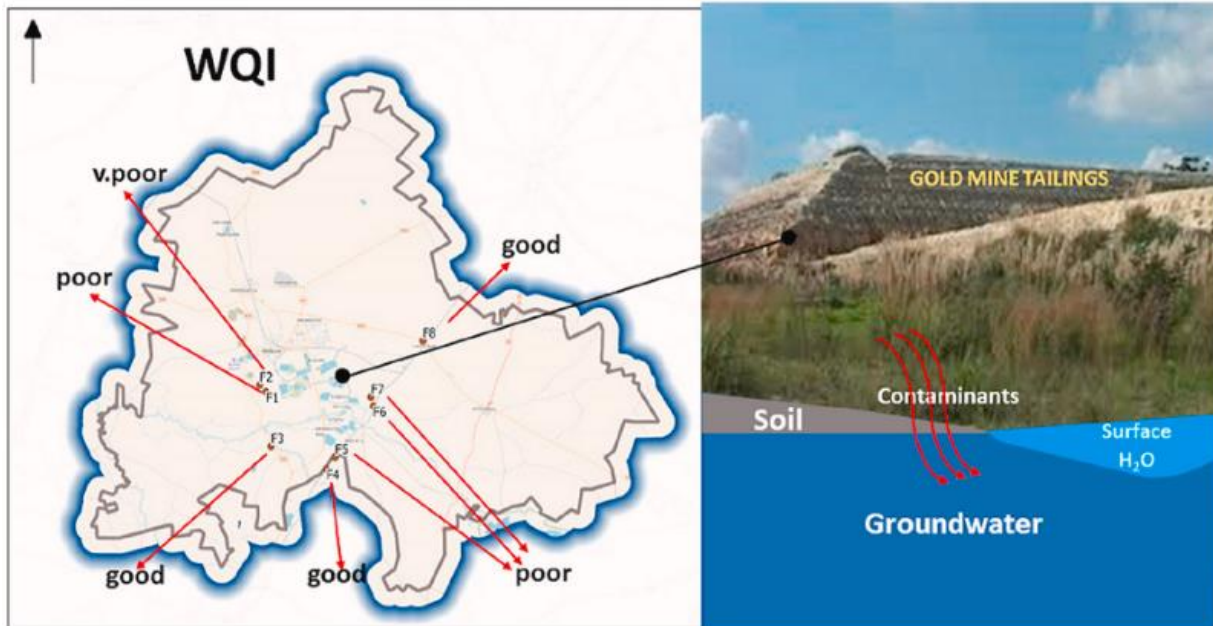 WQI
v.poor
good
poor
F8
F2
F1
F7
F6
F3
F5
F4
good
good
poor
GOLD MINE TAILINGS
Contaminants
Soil
Surface
H₂O
Groundwater